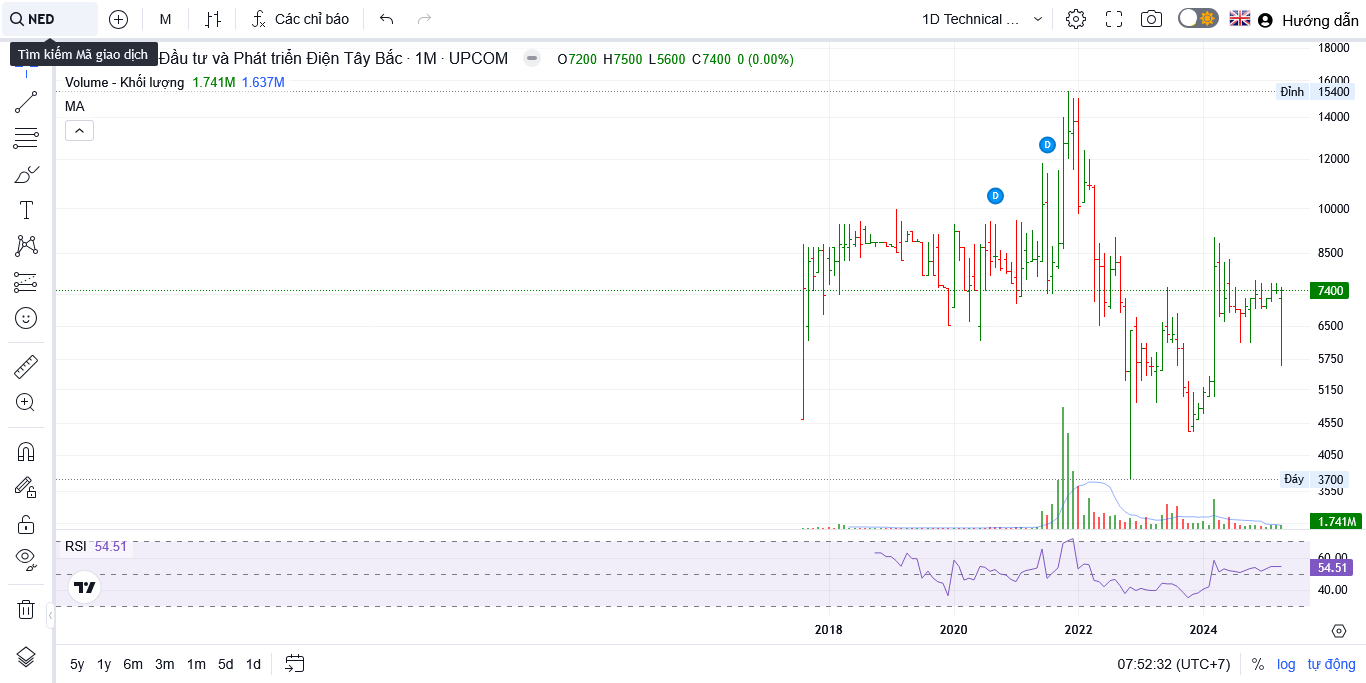 NED
M
Các chỉ báo
1D Technical ...
Hướng dẫn
Tìm kiếm Mã giao dịch
Đầu tư và Phát triển Điện Tây Bắc · 1M · UPCOM
O7200 H7500 L5600 C7400 0 (0.00%)
Volume - Khối lượng 1.741M 1.637M
MA
18000
16000
Đỉnh 15400
14000
12000
10000
8500
7400
6500
5750
5150
4550
4050
Đáy 3700
3550
1.741M
D
D
RSI 54.51
60.00
54.51
40.00
2018 2020 2022 2024
5y 1y 6m 3m 1m 5d 1d
07:52:32 (UTC+7) % log tự động